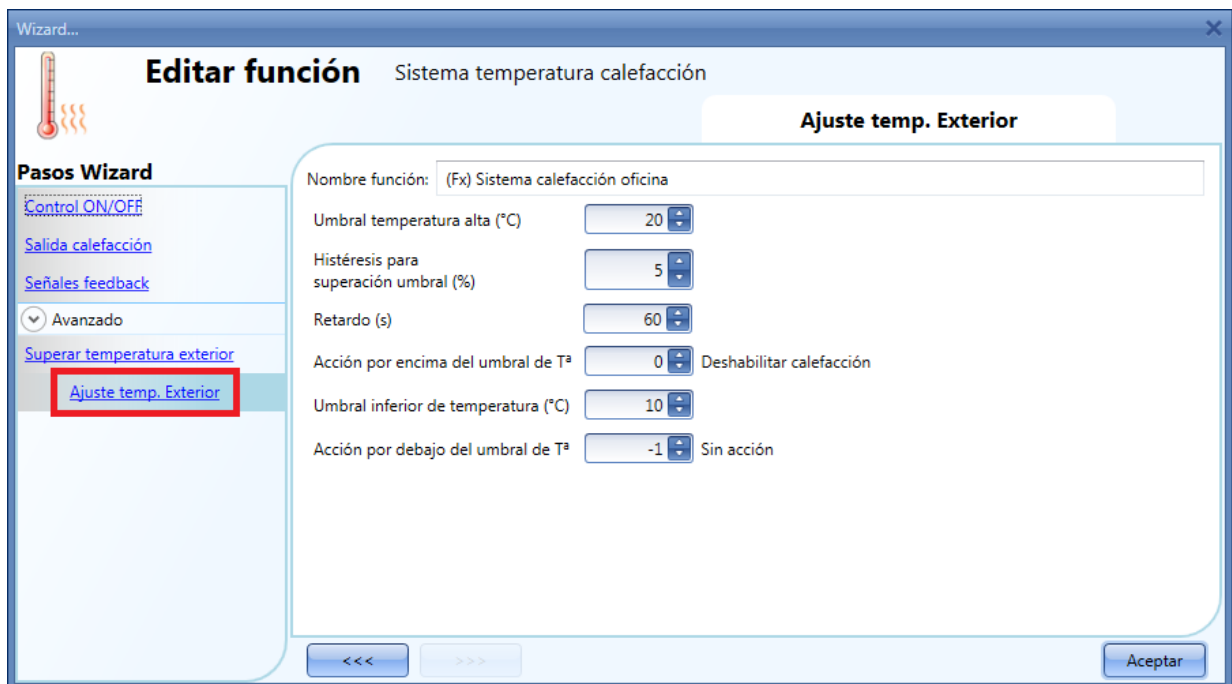 Wizard...
Editar función
Sistema temperatura calefacción
Ajuste temp. Exterior
Pasos Wizard
Control ON/OFF
Salida calefacción
Señales feedback
Avanzado
Superar temperatura exterior
Ajuste temp. Exterior
Nombre función: (Fx) Sistema calefacción oficina
Umbral temperatura alta (°C) 20
Histéresis para
superación umbral (%) 5
Retardo (s) 60
Acción por encima del umbral de Tª 0 Deshabilitar calefacción
Umbral inferior de temperatura (°C) 10
Acción por debajo del umbral de Tª -1 Sin acción
<<< >>> Aceptar